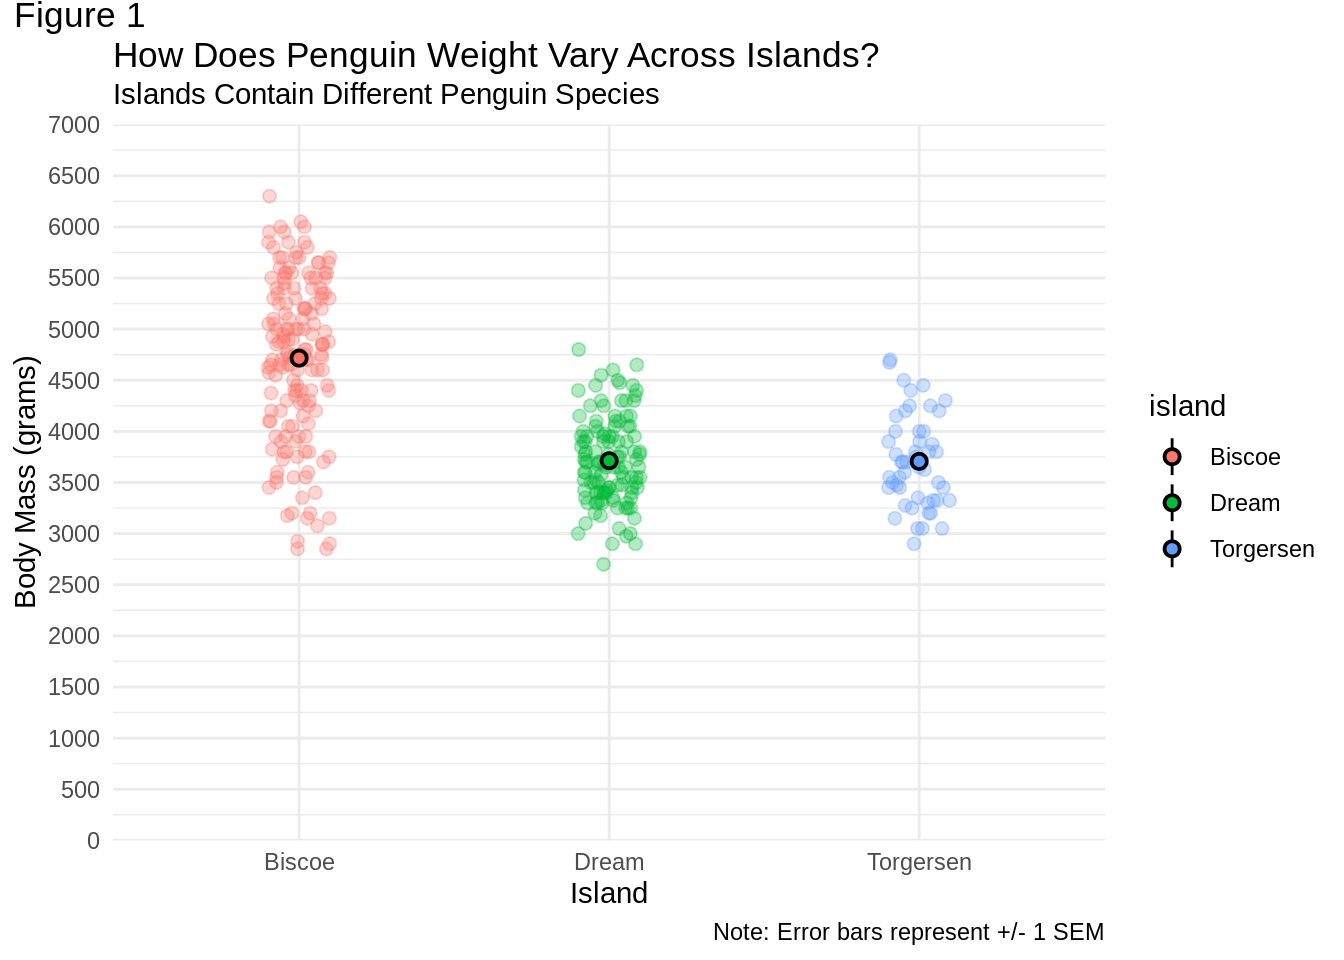 Figure 1
How Does Penguin Weight Vary Across Islands?
Islands Contain Different Penguin Species
7000
6500
6000
5500
5000
4500
4000
3500
3000
2500
2000
1500
1000
500
0
Body Mass (grams)
Biscoe
Dream
Torgersen
Island
island
Biscoe
Dream
Torgersen
Note: Error bars represent +/- 1 SEM